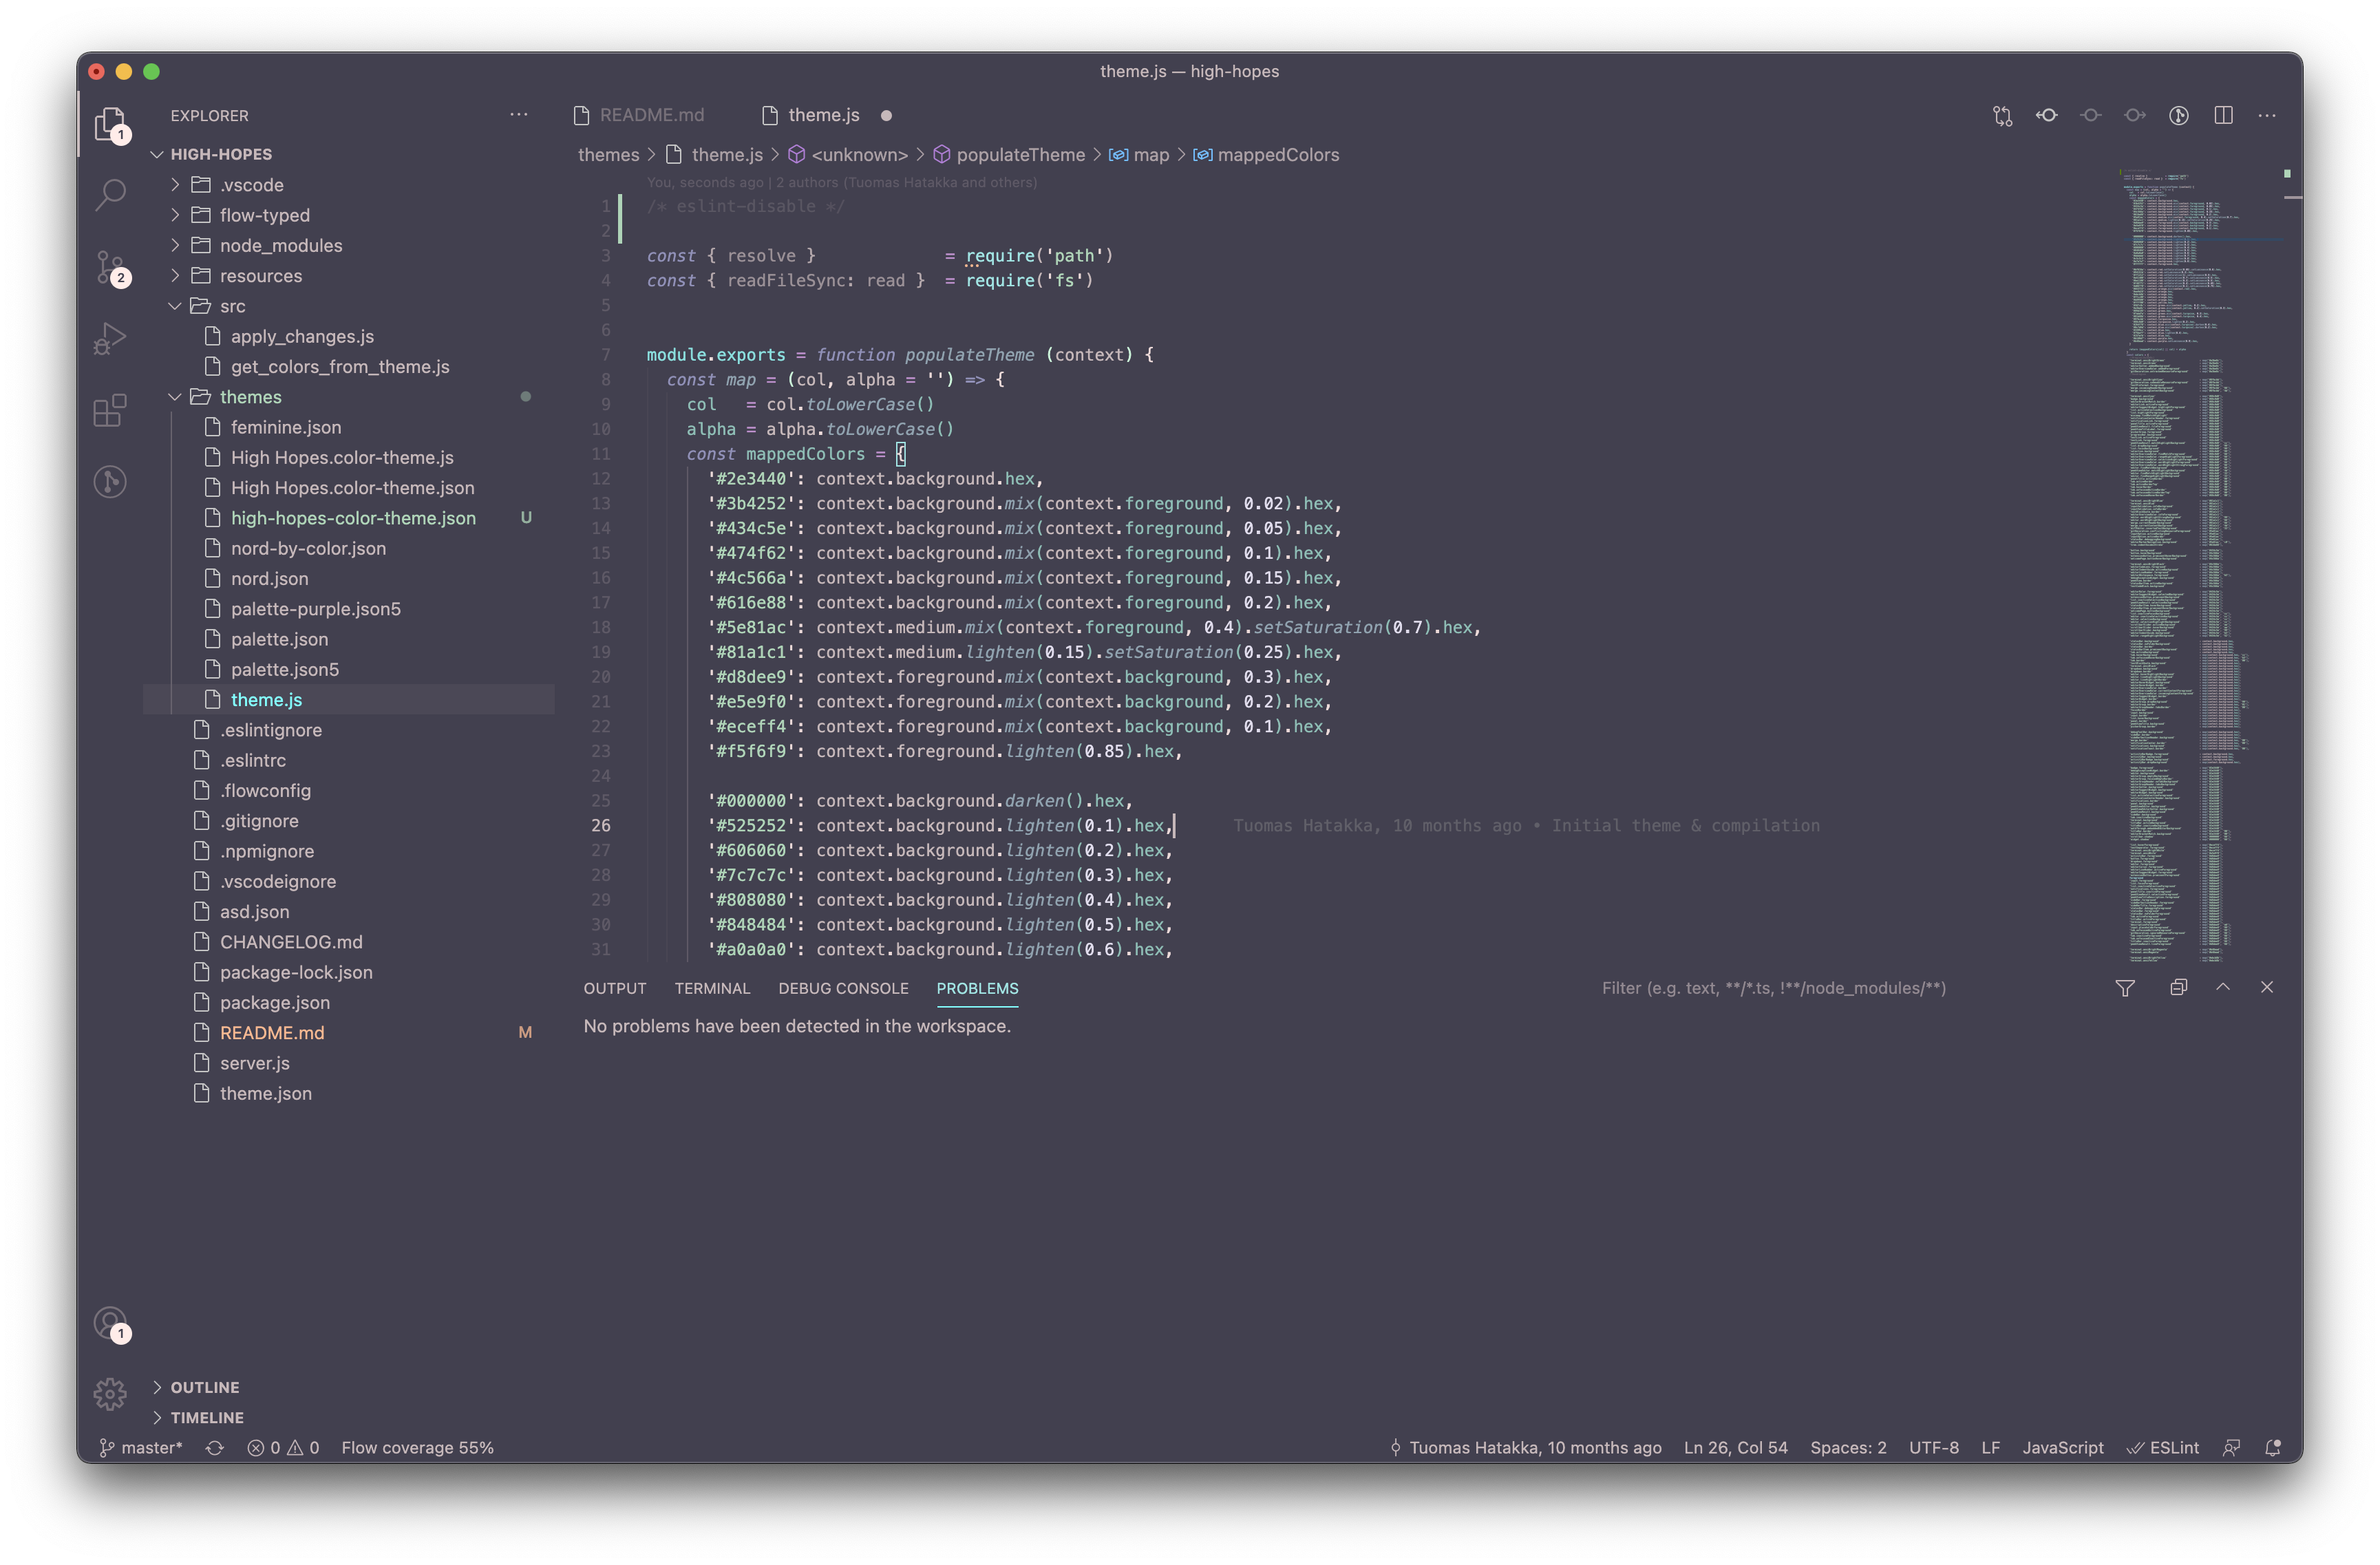 theme.js — high-hopes
EXPLORER
HIGH-HOPES
.vscode
flow-typed
node_modules
resources
src
apply_changes.js
get_colors_from_theme.js
themes
feminine.json
High Hopes.color-theme.js
High Hopes.color-theme.json
high-hopes-color-theme.json U
nord-by-color.json
nord.json
palette-purple.json5
palette.json
palette.json5
theme.js
.eslintignore
.eslintrc
.flowconfig
.gitignore
.npmignore
.vscodeignore
asd.json
CHANGELOG.md
package-lock.json
package.json
README.md M
server.js
theme.json
OUTLINE
TIMELINE
1
2
1
README.md theme.js
themes > theme.js > <unknown> > populateTheme > map > mappedColors
You, seconds ago | 2 authors (Tuomas Hatakka and others)
1 /* eslint-disable */
2
3 const { resolve } = require('path')
4 const { readFileSync: read } = require('fs')
5
6
7 module.exports = function populateTheme (context) {
8 const map = (col, alpha = '') => {
9 col = col.toLowerCase()
10 alpha = alpha.toLowerCase()
11 const mappedColors = {
12 '#2e3440': context.background.hex,
13 '#3b4252': context.background.mix(context.foreground, 0.02).hex,
14 '#434c5e': context.background.mix(context.foreground, 0.05).hex,
15 '#474f62': context.background.mix(context.foreground, 0.1).hex,
16 '#4c566a': context.background.mix(context.foreground, 0.15).hex,
17 '#616e88': context.background.mix(context.foreground, 0.2).hex,
18 '#5e81ac': context.medium.mix(context.foreground, 0.4).setSaturation(0.7).hex,
19 '#81a1c1': context.medium.lighten(0.15).setSaturation(0.25).hex,
20 '#d8dee9': context.foreground.mix(context.background, 0.3).hex,
21 '#e5e9f0': context.foreground.mix(context.background, 0.2).hex,
22 '#eceff4': context.foreground.mix(context.background, 0.1).hex,
23 '#f5f6f9': context.foreground.lighten(0.85).hex,
24
25 '#000000': context.background.darken().hex,
26 '#525252': context.background.lighten(0.1).hex, Tuomas Hatakka, 10 months ago • Initial theme & compilation
27 '#606060': context.background.lighten(0.2).hex,
28 '#7c7c7c': context.background.lighten(0.3).hex,
29 '#808080': context.background.lighten(0.4).hex,
30 '#848484': context.background.lighten(0.5).hex,
31 '#a0a0a0': context.background.lighten(0.6).hex,
OUTPUT TERMINAL DEBUG CONSOLE PROBLEMS Filter (e.g. text, **/*.ts, !**/node_modules/**)
No problems have been detected in the workspace.
master* 0 0 Flow coverage 55% Tuomas Hatakka, 10 months ago Ln 26, Col 54 Spaces: 2 UTF-8 LF JavaScript ESLint